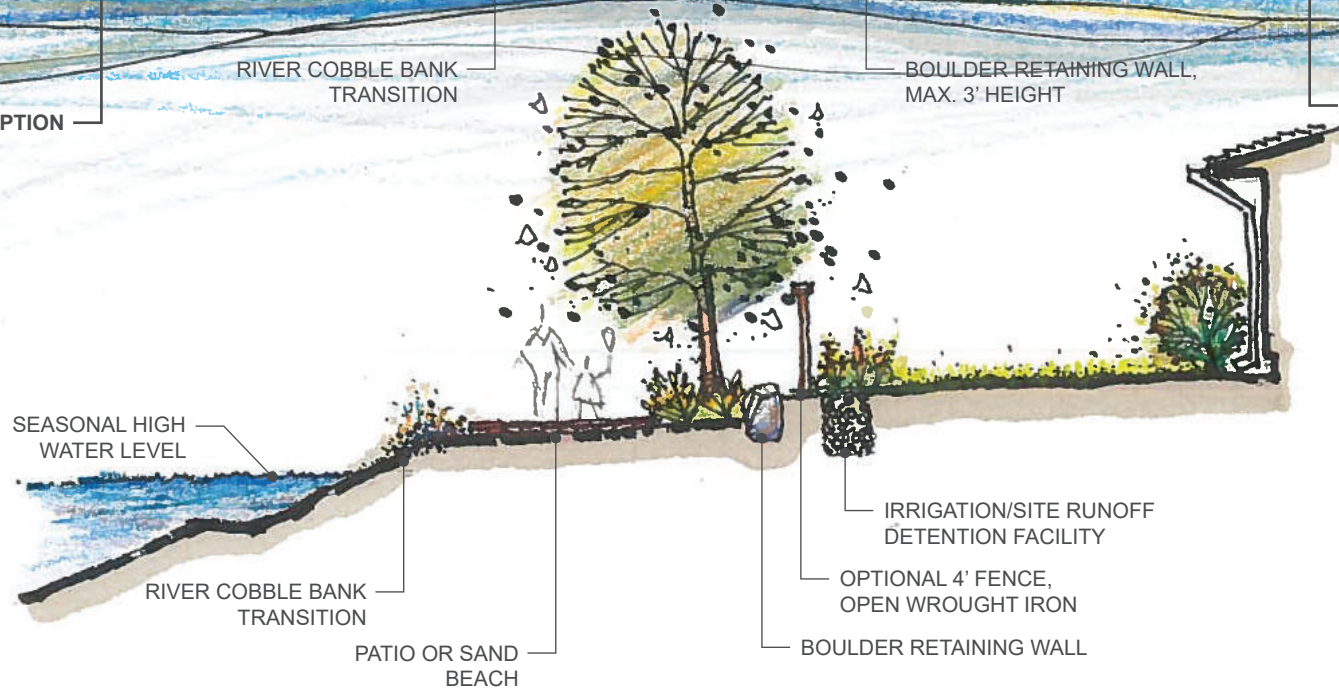 RIVER COBBLE BANK
TRANSITION
BOULDER RETAINING WALL,
MAX. 3’ HEIGHT
PTION
SEASONAL HIGH
WATER LEVEL
IRRIGATION/SITE RUNOFF
DETENTION FACILITY
RIVER COBBLE BANK
TRANSITION
OPTIONAL 4’ FENCE,
OPEN WROUGHT IRON
PATIO OR SAND
BEACH
BOULDER RETAINING WALL